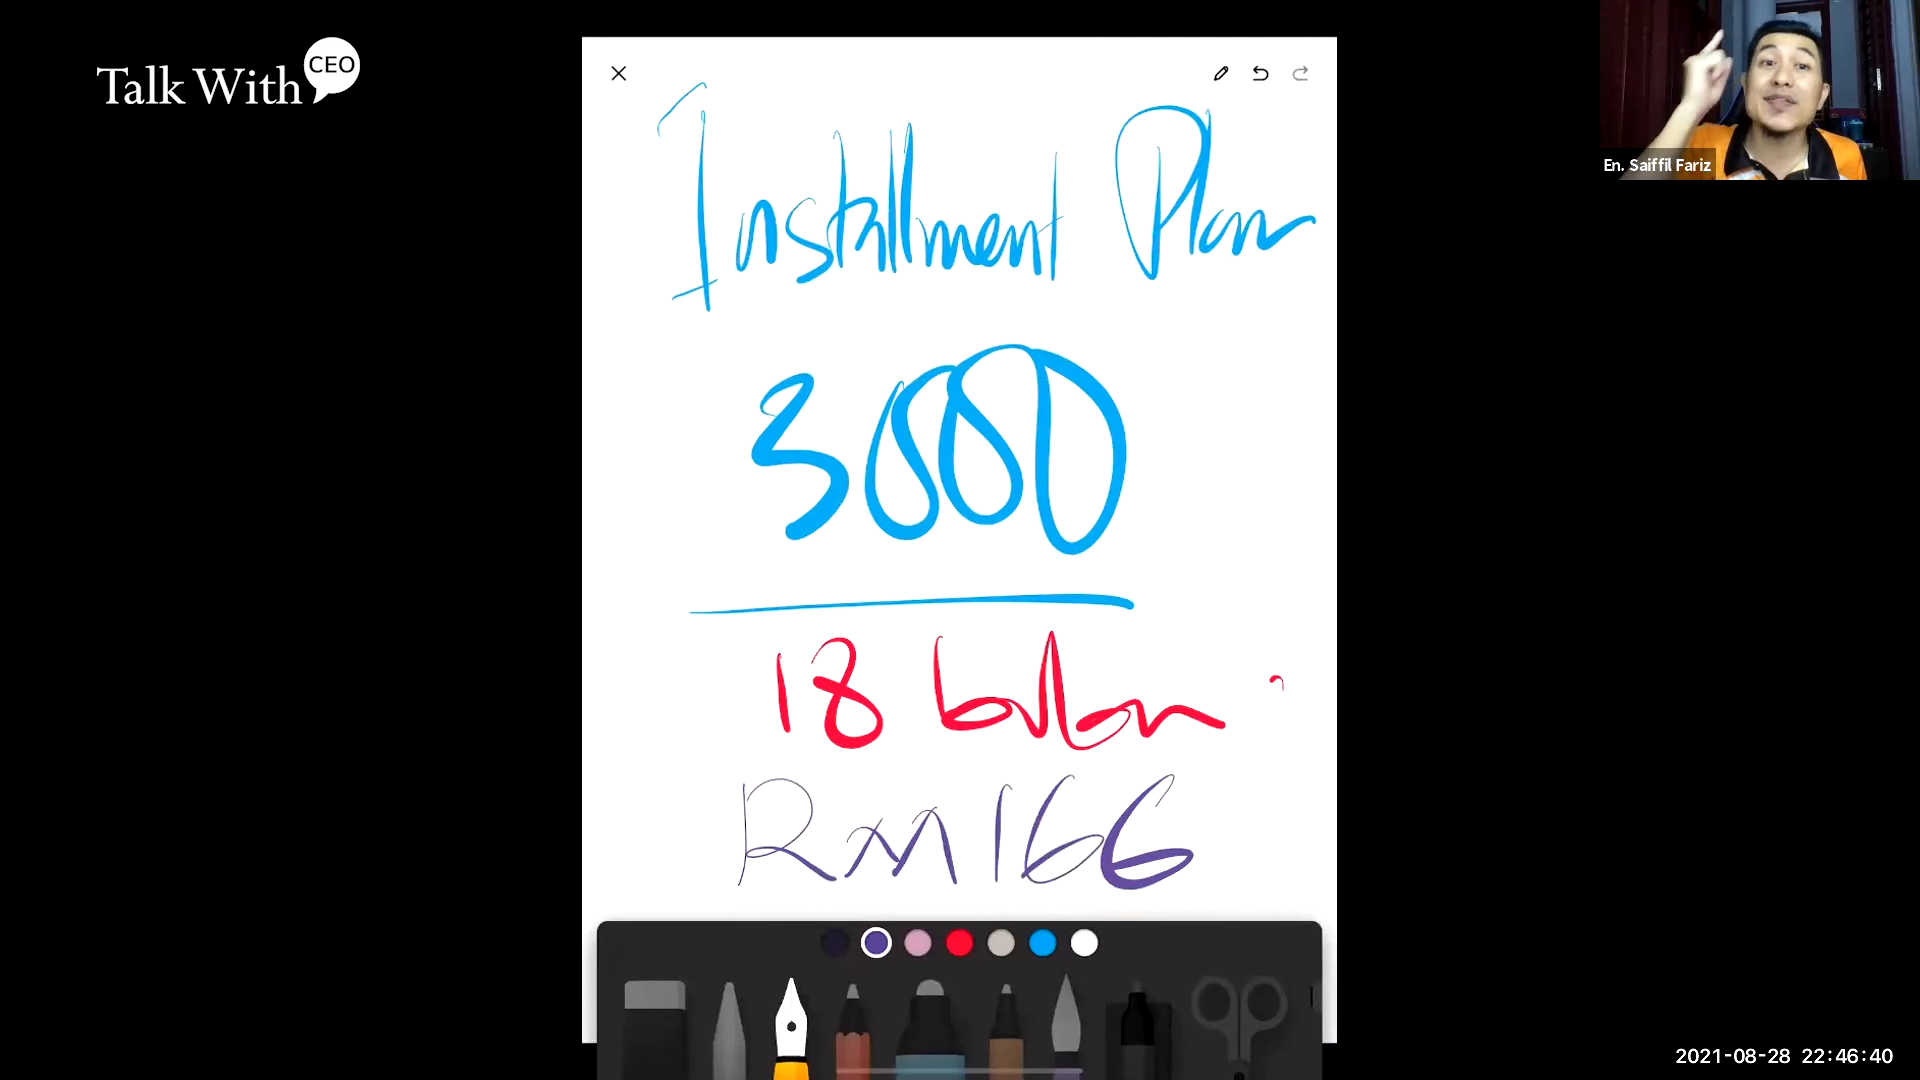 Talk With CEO
En. Saiffil Fariz
Installment Plan
3000
18 bulan
RM166
2021-08-28 22:46:40